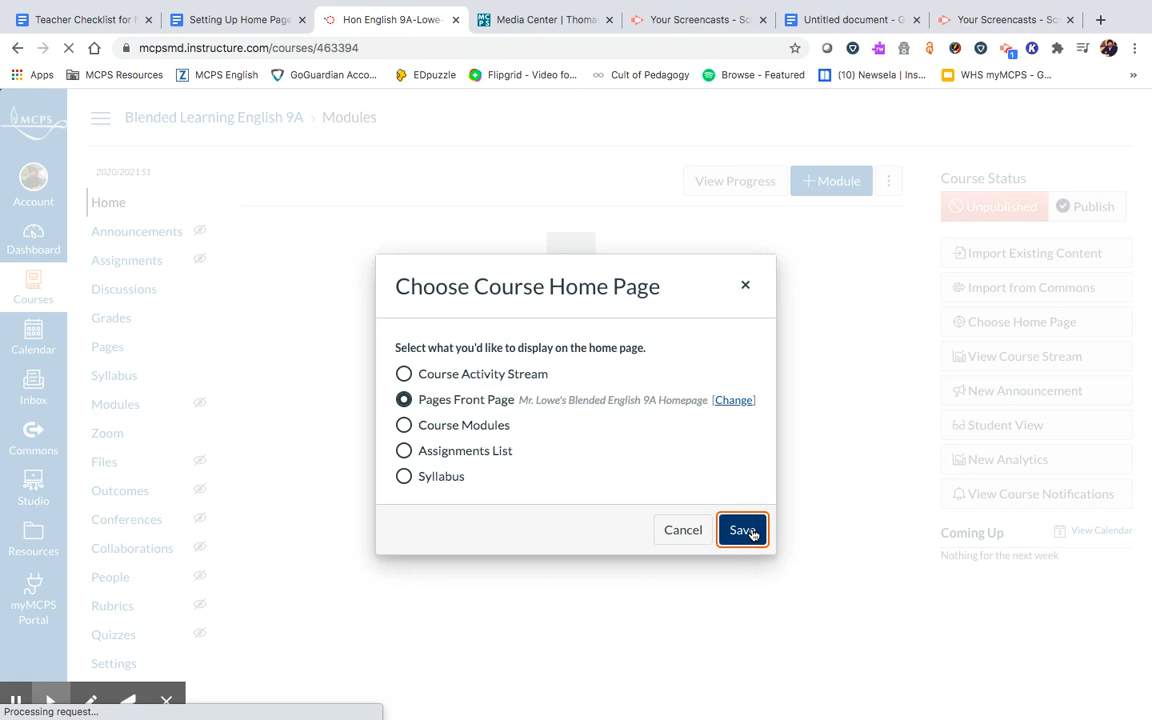 Teacher Checklist for M
Setting Up Home Page
Hon English 9A-Lowe-
Media Center | Thomas
Your Screencasts - Sc
Untitled document - G
Your Screencasts - Sc
mcpsmd.instructure.com/courses/463394
1
Apps
MCPS Resources
MCPS English
GoGuardian Acco...
EDpuzzle
Flipgrid - Video fo...
Cult of Pedagogy
Browse - Featured
(10) Newsela | Ins...
WHS myMCPS - G...
»
MCPS
Blended Learning English 9A › Modules
2020/2021 S1
View Progress
+ Module
Course Status
Unpublished
Publish
Account
Dashboard
Courses
Calendar
Inbox
Commons
Studio
Resources
myMCPS
Portal
Home
Announcements
Assignments
Discussions
Grades
Pages
Syllabus
Modules
Zoom
Files
Outcomes
Conferences
Collaborations
People
Rubrics
Quizzes
Settings
Choose Course Home Page
Select what you'd like to display on the home page.
Course Activity Stream
Pages Front Page Mr. Lowe's Blended English 9A Homepage [Change]
Course Modules
Assignments List
Syllabus
Cancel
Save
Import Existing Content
Import from Commons
Choose Home Page
View Course Stream
New Announcement
Student View
New Analytics
View Course Notifications
Coming Up
View Calendar
Nothing for the next week
Processing request...